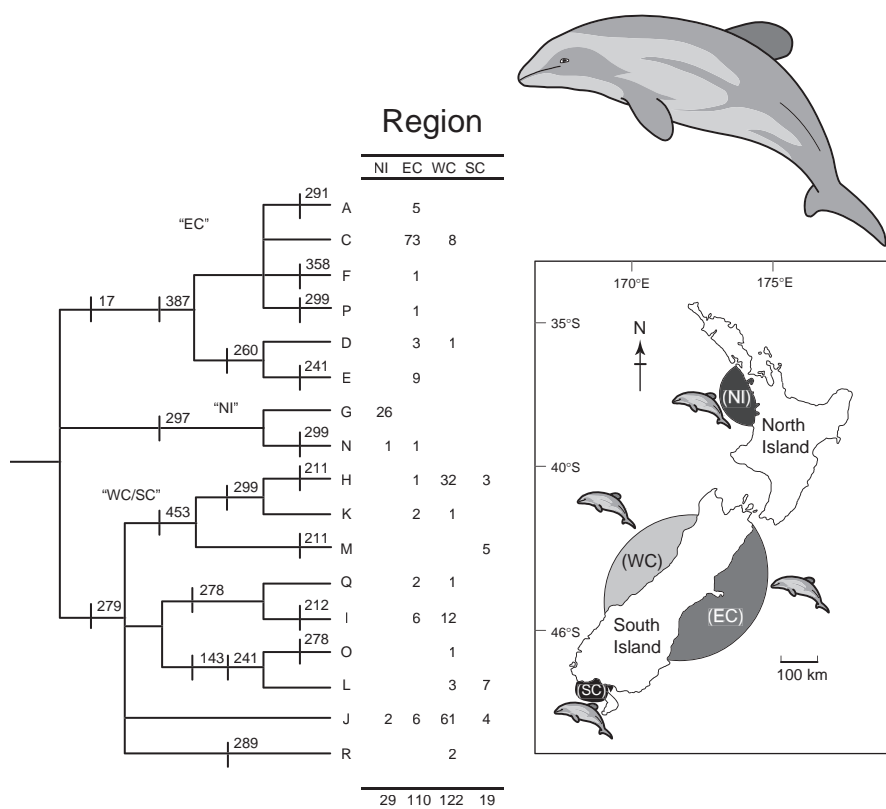 Region
NI EC WC SC
291
A 5
"EC"
C 73 8
358
F 1
17 387
299
P 1
D 3 1
260
241
E 9
"NI"
G 26
297
299
N 1 1
211
H 1 32 3
"WC/SC"
299
K 2 1
453
211
M 5
Q 2 1
278
212
I 6 12
279
278
O 1
143 241
L 3 7
J 2 6 61 4
289
R 2
29 110 122 19
170°E
175°E
35°S
N
(NI)
North
Island
40°S
(WC)
(EC)
46°S
South
Island
100 km
(SC)